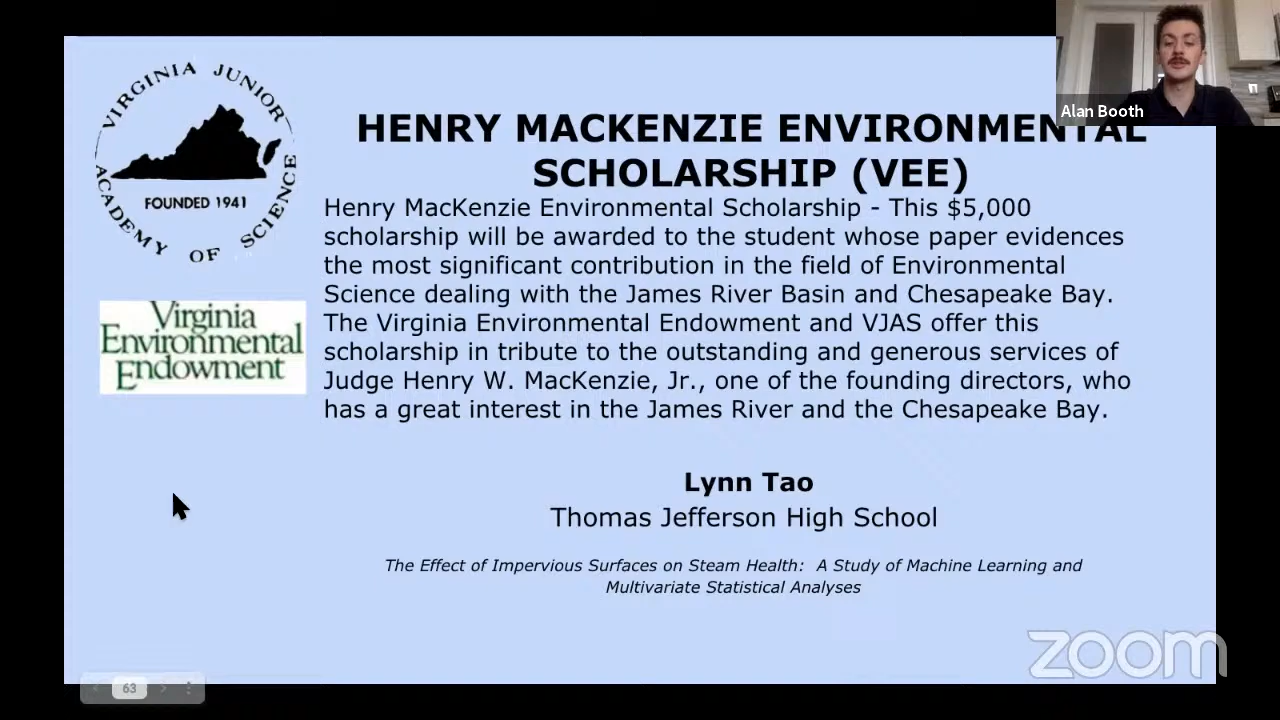 Alan Booth
VIRGINIA JUNIOR
ACADEMY OF SCIENCE
FOUNDED 1941
HENRY MACKENZIE ENVIRONMENTAL
SCHOLARSHIP (VEE)
Henry MacKenzie Environmental Scholarship - This $5,000
scholarship will be awarded to the student whose paper evidences
the most significant contribution in the field of Environmental
Science dealing with the James River Basin and Chesapeake Bay.
The Virginia Environmental Endowment and VJAS offer this
scholarship in tribute to the outstanding and generous services of
Judge Henry W. MacKenzie, Jr., one of the founding directors, who
has a great interest in the James River and the Chesapeake Bay.
Virginia
Environmental
Endowment
Lynn Tao
Thomas Jefferson High School
The Effect of Impervious Surfaces on Steam Health:  A Study of Machine Learning and
Multivariate Statistical Analyses
zoom
63